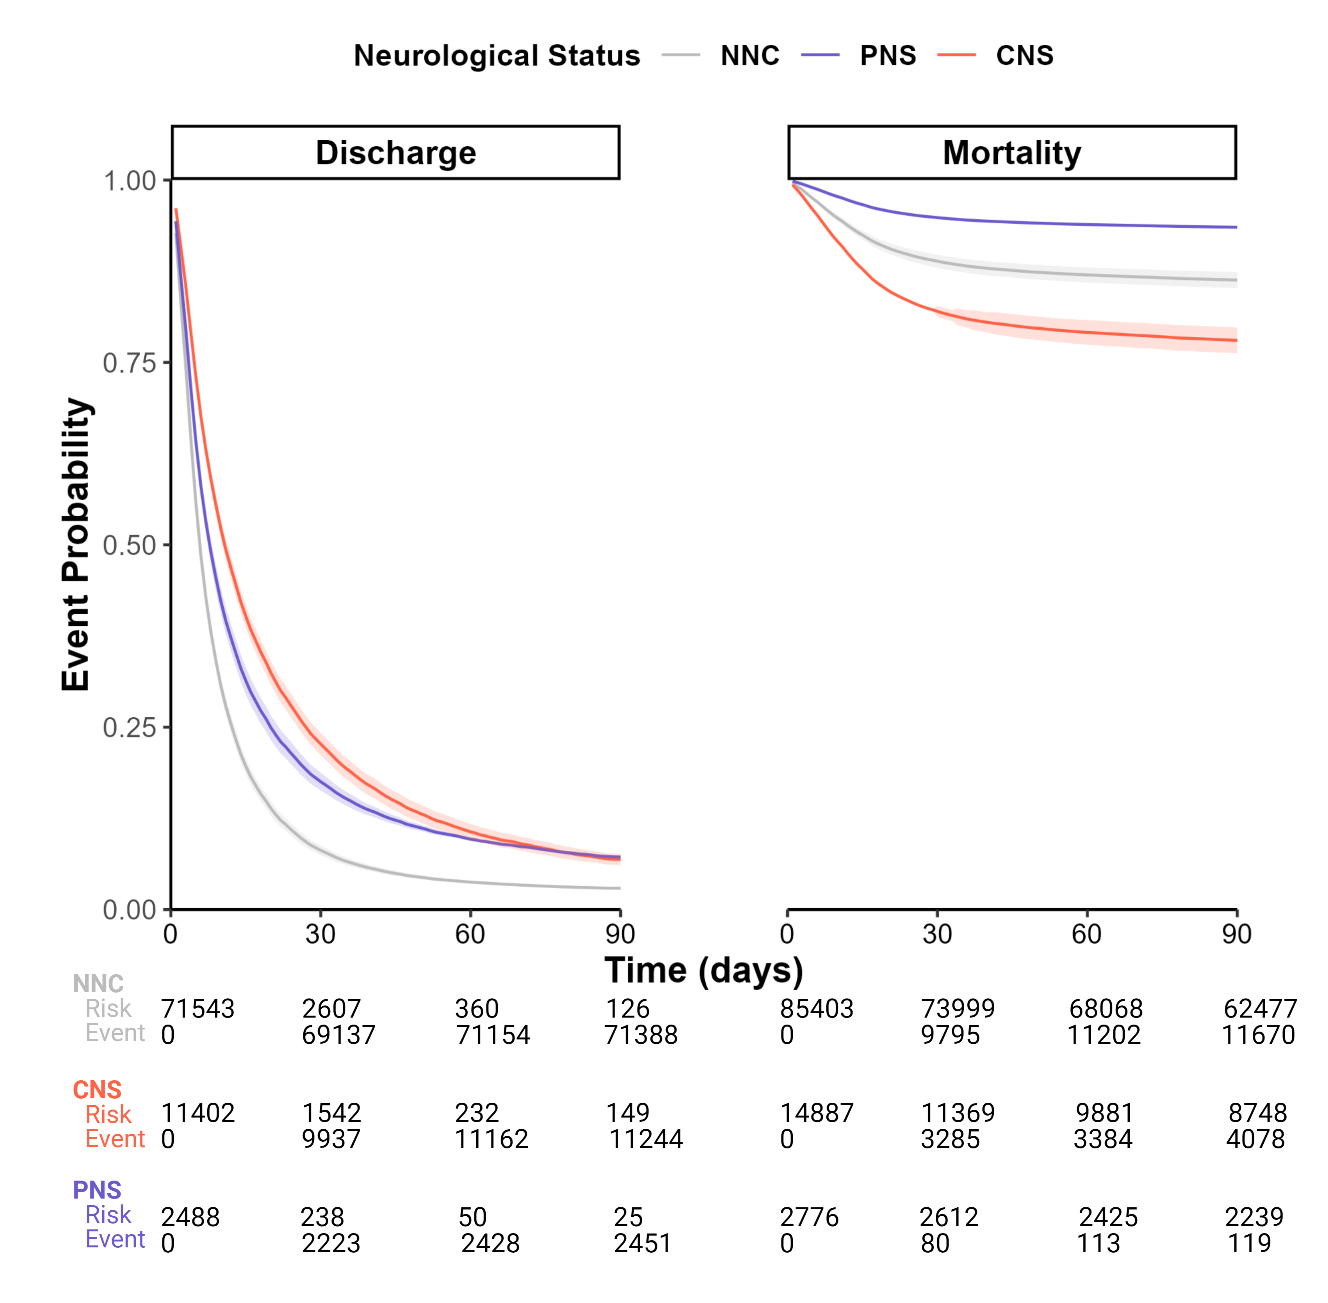 Neurological Status NNC PNS CNS
Discharge Mortality
1.00
0.75
0.50
0.25
0.00
Event Probability
0 30 60 90 0 30 60 90
Time (days)
NNC
Risk 71543 2607 360 126 85403 73999 68068 62477
Event 0 69137 71154 71388 0 9795 11202 11670
CNS
Risk 11402 1542 232 149 14887 11369 9881 8748
Event 0 9937 11162 11244 0 3285 3384 4078
PNS
Risk 2488 238 50 25 2776 2612 2425 2239
Event 0 2223 2428 2451 0 80 113 119